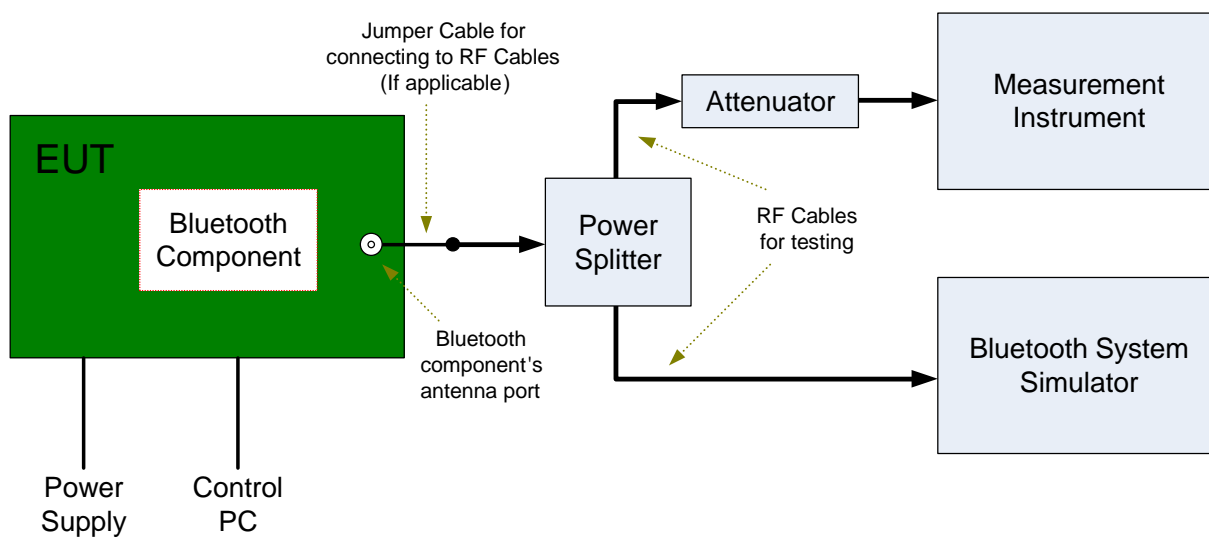 Jumper Cable for
connecting to RF Cables
(If applicable)
EUT
Bluetooth
Component
Bluetooth
component's
antenna port
Power
Supply
Control
PC
Power
Splitter
Attenuator
RF Cables
for testing
Measurement
Instrument
Bluetooth System
Simulator